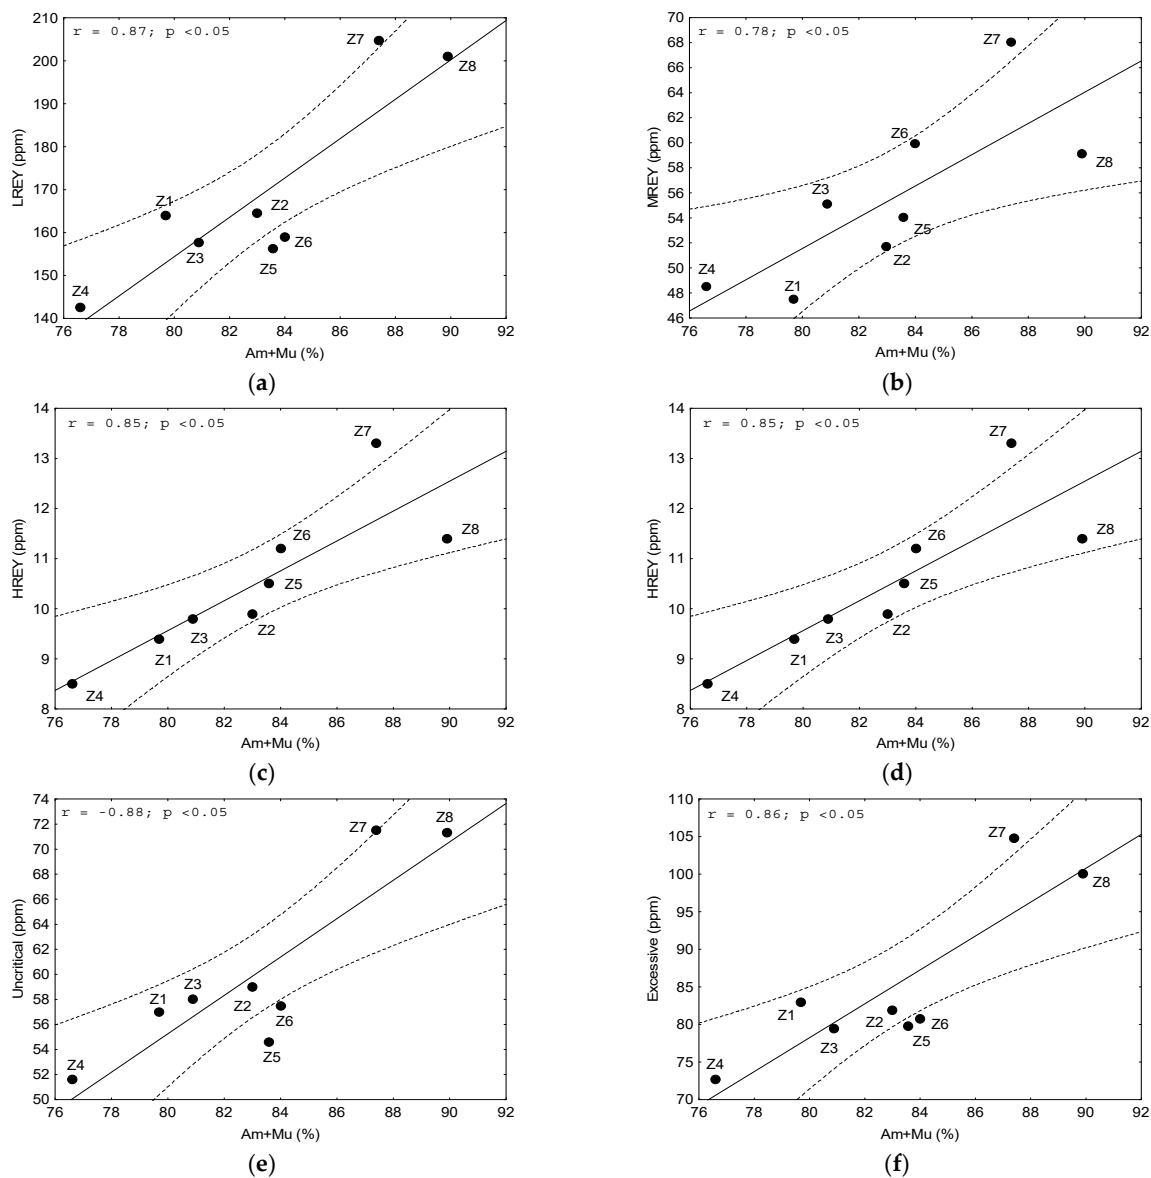 r = 0.87; p <0.05
LREY (ppm)
210
200
190
180
170
160
150
140
Z7
Z8
Z1
Z2
Z3
Z6
Z5
Z4
76 78 80 82 84 86 88 90 92
Am+Mu (%)
(a)
r = 0.78; p <0.05
MREY (ppm)
70
68
66
64
62
60
58
56
54
52
50
48
46
Z7
Z6
Z8
Z3
Z5
Z2
Z4
Z1
76 78 80 82 84 86 88 90 92
Am+Mu (%)
(b)
r = 0.85; p <0.05
HREY (ppm)
14
13
12
11
10
9
8
Z7
Z6
Z8
Z5
Z3
Z2
Z1
Z4
76 78 80 82 84 86 88 90 92
Am+Mu (%)
(c)
r = 0.85; p <0.05
HREY (ppm)
14
13
12
11
10
9
8
Z7
Z6
Z8
Z5
Z3
Z2
Z1
Z4
76 78 80 82 84 86 88 90 92
Am+Mu (%)
(d)
r = -0.88; p <0.05
Uncritical (ppm)
74
72
70
68
66
64
62
60
58
56
54
52
50
Z7
Z8
Z3
Z1
Z2
Z6
Z5
Z4
76 78 80 82 84 86 88 90 92
Am+Mu (%)
(e)
r = 0.86; p <0.05
Excessive (ppm)
110
105
100
95
90
85
80
75
70
Z7
Z8
Z1
Z2
Z6
Z3
Z5
Z4
76 78 80 82 84 86 88 90 92
Am+Mu (%)
(f)